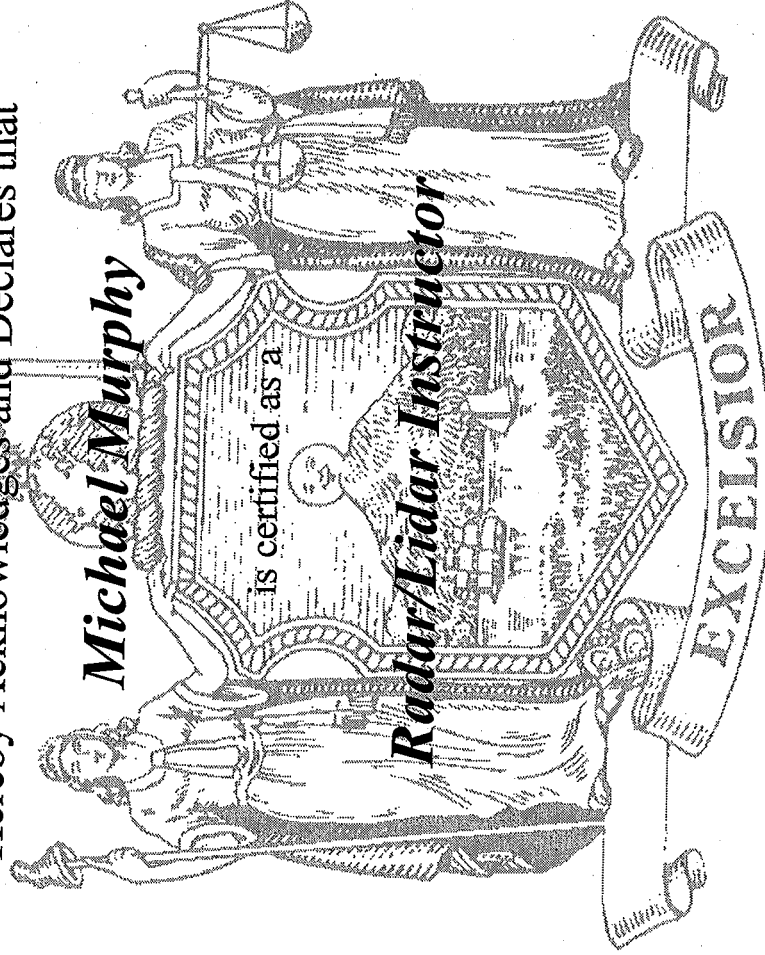 Hereby Acknowledges and Declares that
Michael Murphy
is certified as a
Radar/Lidar Instructor
EXCELSIOR